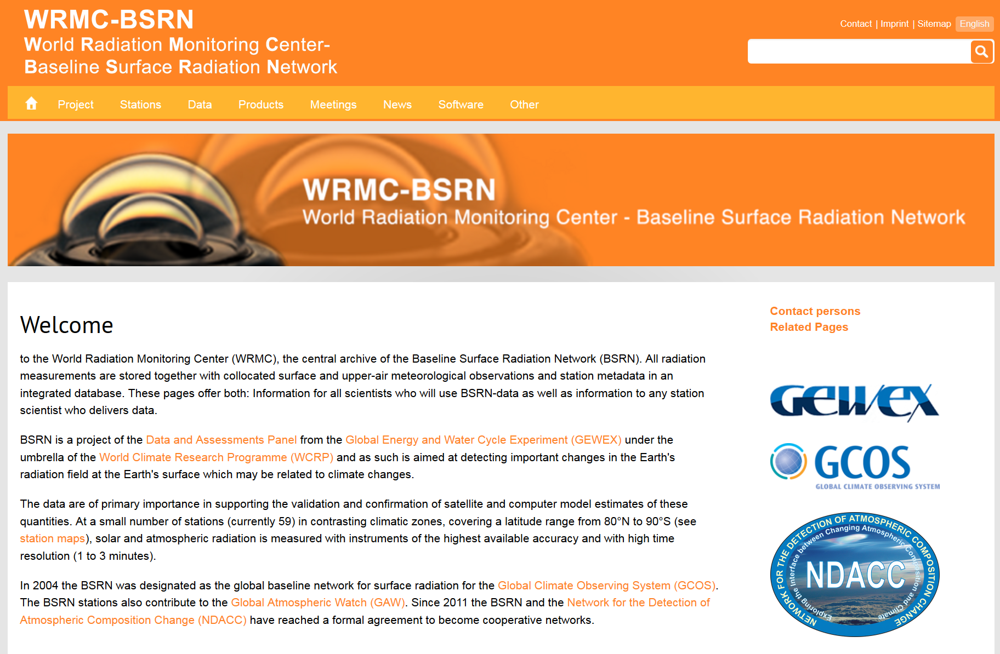 WRMC-BSRN
World Radiation Monitoring Center-
Baseline Surface Radiation Network
Contact | Imprint | Sitemap English
Project Stations Data Products Meetings News Software Other
WRMC-BSRN
World Radiation Monitoring Center - Baseline Surface Radiation Network
Welcome
to the World Radiation Monitoring Center (WRMC), the central archive of the Baseline Surface Radiation Network (BSRN). All radiation
measurements are stored together with collocated surface and upper-air meteorological observations and station metadata in an
integrated database. These pages offer both: Information for all scientists who will use BSRN-data as well as information to any station
scientist who delivers data.
BSRN is a project of the Data and Assessments Panel from the Global Energy and Water Cycle Experiment (GEWEX) under the
umbrella of the World Climate Research Programme (WCRP) and as such is aimed at detecting important changes in the Earth's
radiation field at the Earth's surface which may be related to climate changes.
The data are of primary importance in supporting the validation and confirmation of satellite and computer model estimates of these
quantities. At a small number of stations (currently 59) in contrasting climatic zones, covering a latitude range from 80°N to 90°S (see
station maps), solar and atmospheric radiation is measured with instruments of the highest available accuracy and with high time
resolution (1 to 3 minutes).
In 2004 the BSRN was designated as the global baseline network for surface radiation for the Global Climate Observing System (GCOS).
The BSRN stations also contribute to the Global Atmospheric Watch (GAW). Since 2011 the BSRN and the Network for the Detection of
Atmospheric Composition Change (NDACC) have reached a formal agreement to become cooperative networks.
Contact persons
Related Pages
GEWEX
GCOS
GLOBAL CLIMATE OBSERVING SYSTEM
NETWORK FOR THE DETECTION OF ATMOSPHERIC COMPOSITION CHANGE
Exploring the Interface between Changing Atmospheric Composition and Climate
NDACC